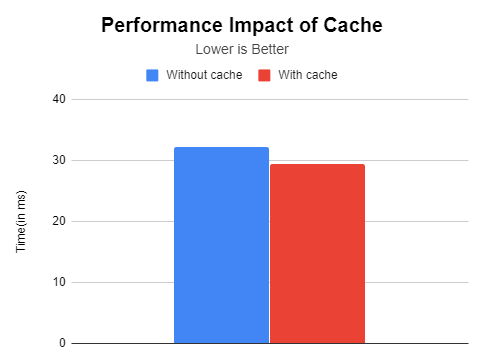 Performance Impact of Cache
Lower is Better
Without cache
With cache
40
30
20
10
0
Time(in ms)